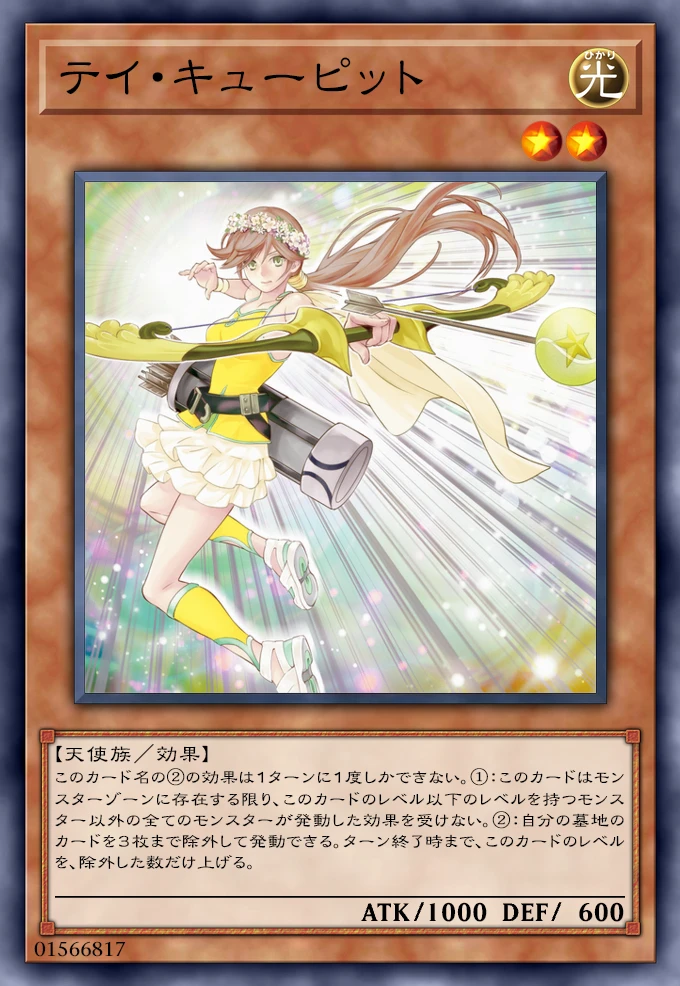 テイ・キューピット
ひかり
光
【天使族／効果】
このカード名の②の効果は１ターンに１度しかできない。①：このカードはモン
スターゾーンに存在する限り、このカードのレベル以下のレベルを持つモンス
ター以外の全てのモンスターが発動した効果を受けない。②：自分の墓地の
カードを３枚まで除外して発動できる。ターン終了時まで、このカードのレベル
を、除外した数だけ上げる。
ATK/1000 DEF/ 600
01566817